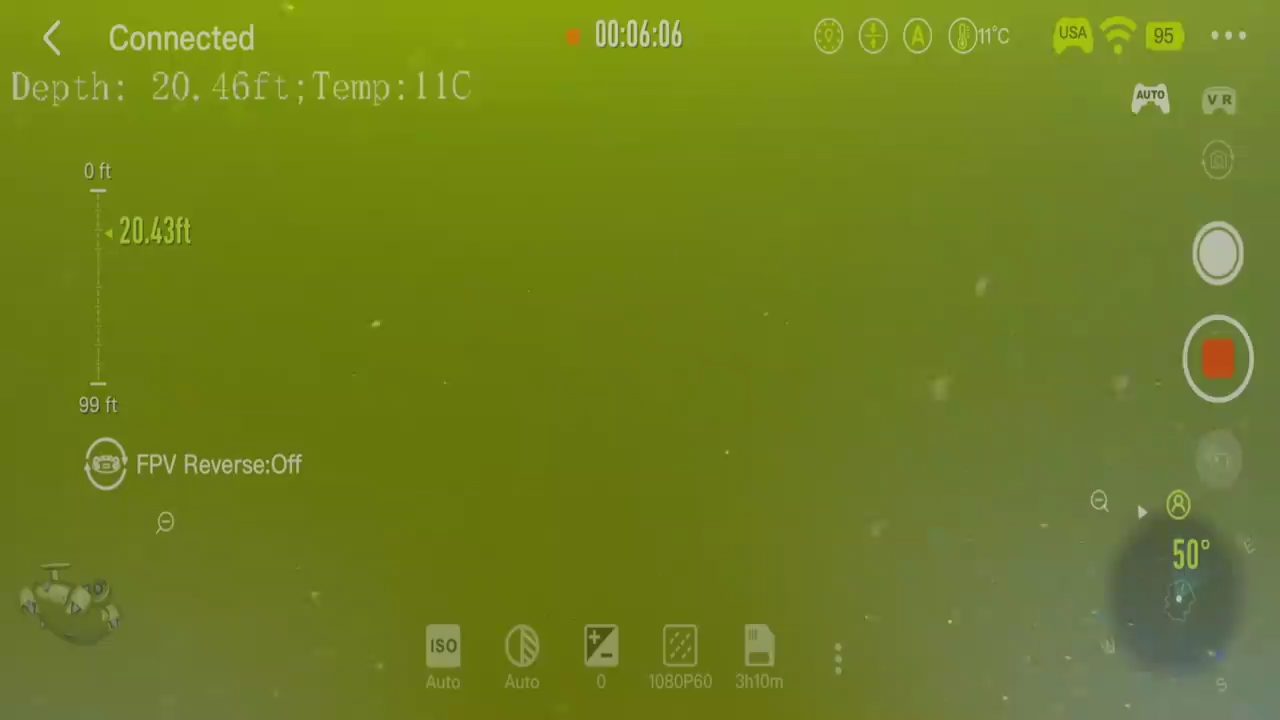 Connected
00:06:06
A
11°C
USA
95
Depth: 20.46ft;Temp:11C
AUTO
VR
0 ft
20.43ft
99 ft
FPV Reverse:Off
50°
E
W
S
ISO
Auto
Auto
0
1080P60
3h10m